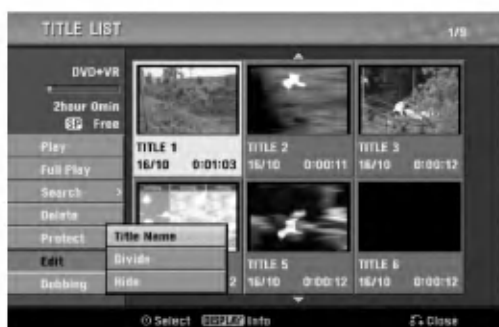 TITLE LIST
1/9
DVD+VR
2hour 0min
SP Free
Play
Full Play
Search >
Delete
Protect
Edit
Dubbing
Title Name
Divide
Hide
TITLE 1
16/10 0:01:03
TITLE 2
16/10 0:00:11
TITLE 3
16/10 0:00:12
2
TITLE 5
16/10 0:00:12
TITLE 6
16/10 0:00:12
Select DISPLAY Info
Close